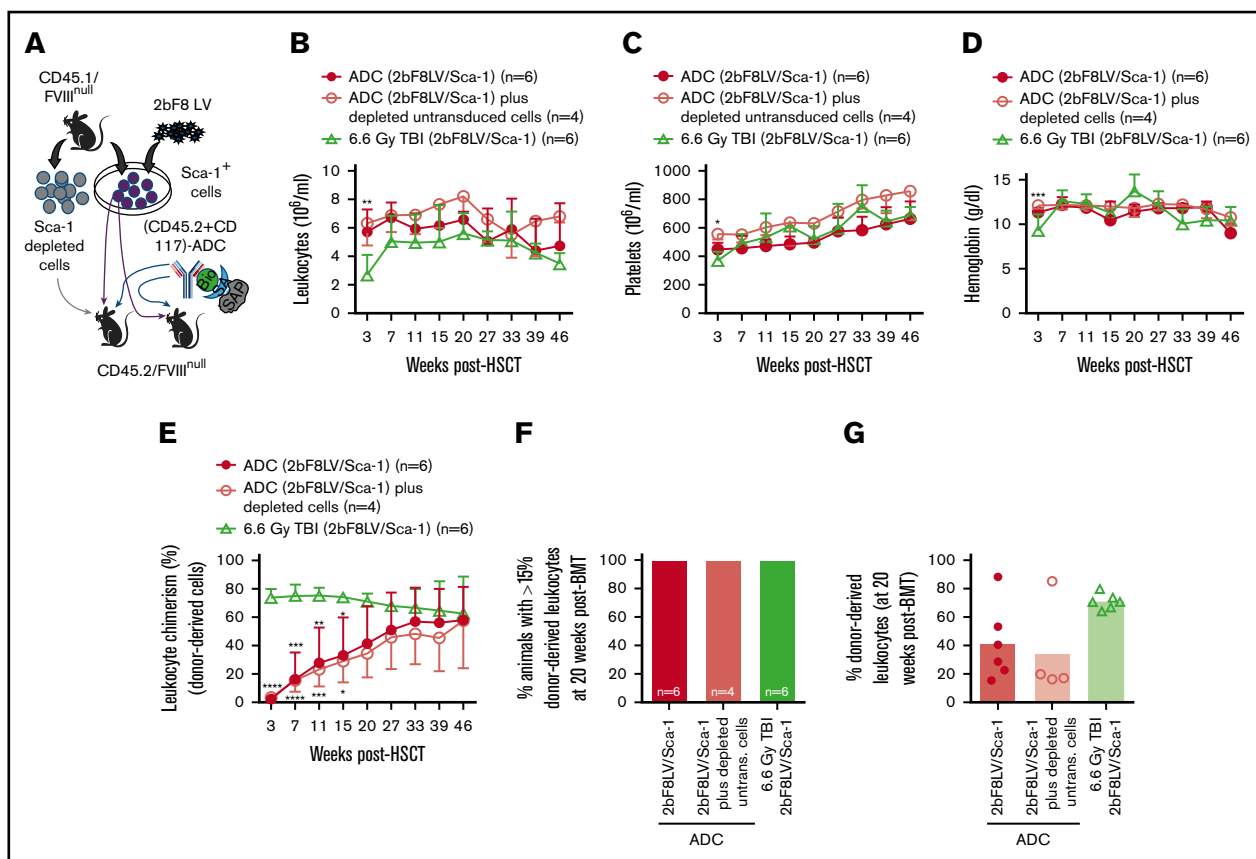 A
CD45.1/
FVIII^null
2bF8 LV
Sca-1^+
cells
Sca-1
depleted
cells
(CD45.2+CD
117)-ADC
Bio
SA
SAP
CD45.2/FVIII^null
B
ADC (2bF8LV/Sca-1) (n=6)
ADC (2bF8LV/Sca-1) plus
depleted untransduced cells (n=4)
6.6 Gy TBI (2bF8LV/Sca-1) (n=6)
Leukocytes (10^6/ml)
10
8
6
4
2
0
**
3 7 11 15 20 27 33 39 46
Weeks post-HSCT
C
ADC (2bF8LV/Sca-1) (n=6)
ADC (2bF8LV/Sca-1) plus
depleted untransduced cells (n=4)
6.6 Gy TBI (2bF8LV/Sca-1) (n=6)
Platelets (10^6/ml)
1000
800
600
400
200
0
*
3 7 11 15 20 27 33 39 46
Weeks post-HSCT
D
ADC (2bF8LV/Sca-1) (n=6)
ADC (2bF8LV/Sca-1) plus
depleted cells (n=4)
6.6 Gy TBI (2bF8LV/Sca-1) (n=6)
Hemoglobin (g/dl)
20
15
10
5
0
***
3 7 11 15 20 27 33 39 46
Weeks post-HSCT
E
ADC (2bF8LV/Sca-1) (n=6)
ADC (2bF8LV/Sca-1) plus
depleted cells (n=4)
6.6 Gy TBI (2bF8LV/Sca-1) (n=6)
Leukocyte chimerism (%)
(donor-derived cells)
100
80
60
40
20
0
**** *** ** *
**** *** *
3 7 11 15 20 27 33 39 46
Weeks post-HSCT
F
% animals with >15%
donor-derived leukocytes
at 20 weeks post-BMT
100
80
60
40
20
0
n=6 n=4 n=6
2bF8LV/Sca-1
2bF8LV/Sca-1
plus depleted
untrans. cells
6.6 Gy TBI
2bF8LV/Sca-1
ADC
G
% donor-derived
leukocytes (at 20
weeks post-BMT)
100
80
60
40
20
0
2bF8LV/Sca-1
2bF8LV/Sca-1
plus depleted
untrans. cells
6.6 Gy TBI
2bF8LV/Sca-1
ADC